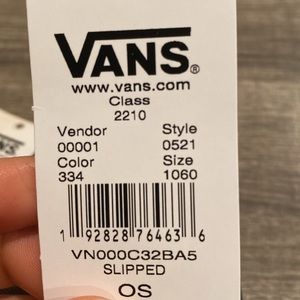 VANS®
www.vans.com
Class
2210
Vendor Style
00001 0521
Color Size
334 1060
1 92828 76463 6
VN000C32BA5
SLIPPED
OS